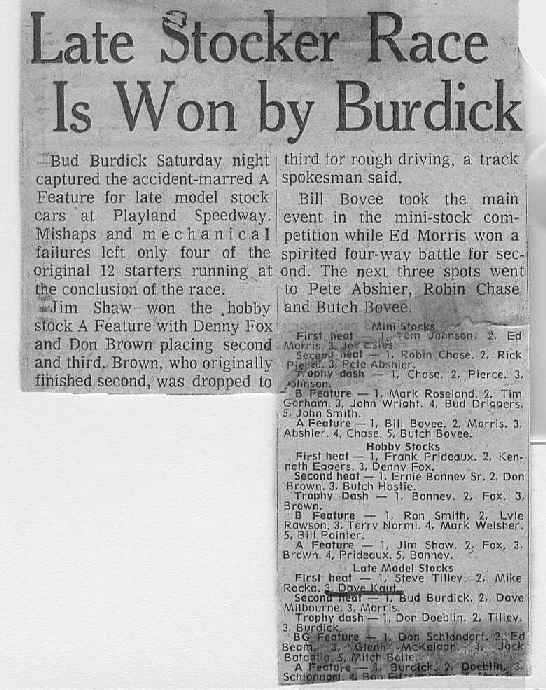 Late Stocker Race
Is Won by Burdick
Bud Burdick Saturday night
captured the accident-marred A
Feature for late model stock
cars at Playland Speedway.
Mishaps and mechanical
failures left only four of the
original 12 starters running at
the conclusion of the race.
Jim Shaw won the hobby
stock A Feature with Denny Fox
and Don Brown placing second
and third. Brown, who originally
finished second, was dropped to
third for rough driving, a track
spokesman said.
Bill Bovee took the main
event in the mini-stock com-
petition while Ed Morris won a
spirited four-way battle for sec-
ond. The next three spots went
to Pete Abshier, Robin Chase
and Butch Bovee.
Mini Stocks
First heat — 1, Tom Johnson. 2, Ed
Morris. 3,
Second heat — 1, Robin Chase. 2, Rick
3, Pete Abshier.
Trophy dash — 1, Chase. 2, Pierce. 3,
Johnson.
B Feature — 1, Mark Roseland. 2, Tim
Gorham. 3, John Wright. 4, Bud Driggers.
5, John Smith.
A Feature — 1, Bill Bovee. 2, Morris. 3,
Abshier. 4, Chase. 5, Butch Bovee.
Hobby Stocks
First heat — 1, Frank Prideaux. 2, Ken-
neth Eggers. 3, Denny Fox.
Second heat — 1, Ernie Bonney Sr. 2, Don
Brown. 3, Butch Hostie.
Trophy Dash — 1, Bonney. 2, Fox. 3,
Brown.
B Feature — 1, Ron Smith. 2, Lyle
Rawson. 3, Terry Normi. 4, Mark Welsher.
5, Bill Painter.
A Feature — 1, Jim Shaw. 2, Fox. 3,
Brown. 4, Prideaux. 5, Bonney.
Late Model Stocks
First heat — 1, Steve Tilley. 2, Mike
Rocka. 3, Dave Kaut.
Second heat — 1, Bud Burdick. 2, Dave
Milbourne. 3, Morris.
Trophy dash — 1, Don Doeblin. 2, Tilley.
3, Burdick.
BG Feature — 1, Don Schlandorf. 2, Ed
Beam. 3, Glenn McKeigan. 4, Jack
5, Mitch Bolte.
A Feature — 1, Burdick. 2, Doeblin. 3,